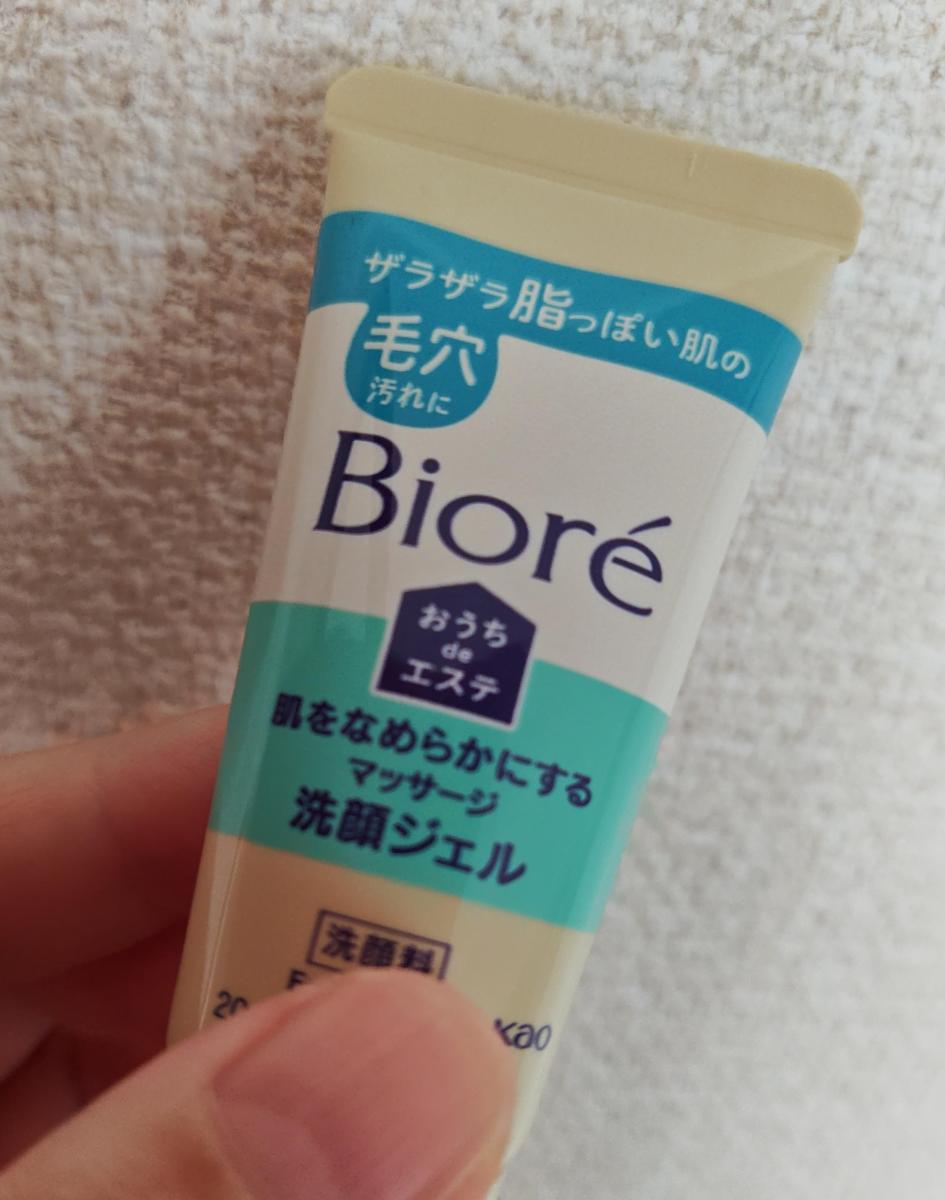 ザラザラ脂っぽい肌の
毛穴
汚れに
Bioré
おうち
de
エステ
肌をなめらかにする
マッサージ
洗顔ジェル
洗顔料
kao